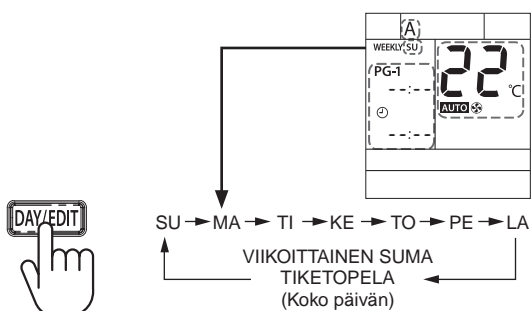 A
WEEKLY SU
PG-1
--:--
--:--
22 °C
AUTO
DAY/EDIT
SU MA TI KE TO PE LA
VIIKOITTAINEN SUMA
TIKETOPELA
(Koko päivän)